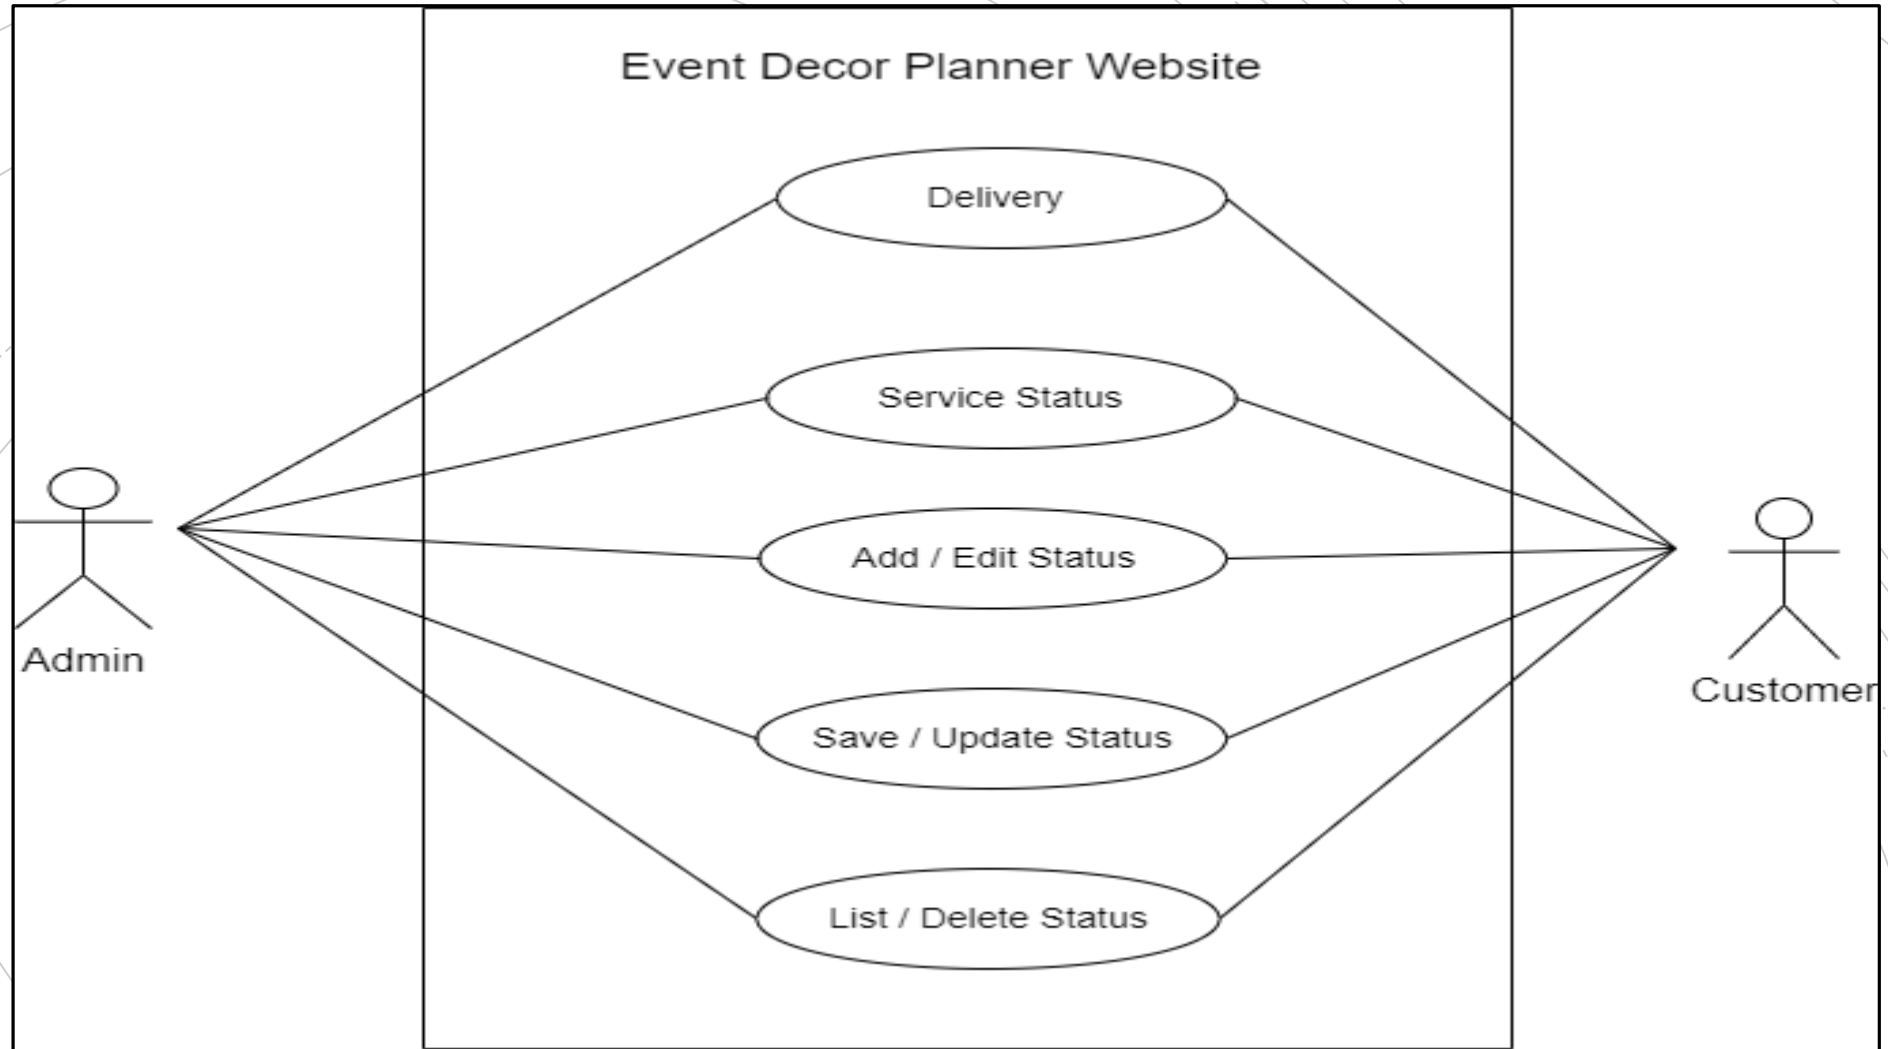 Event Decor Planner Website
Delivery
Service Status
Add / Edit Status
Save / Update Status
List / Delete Status
Admin
Customer